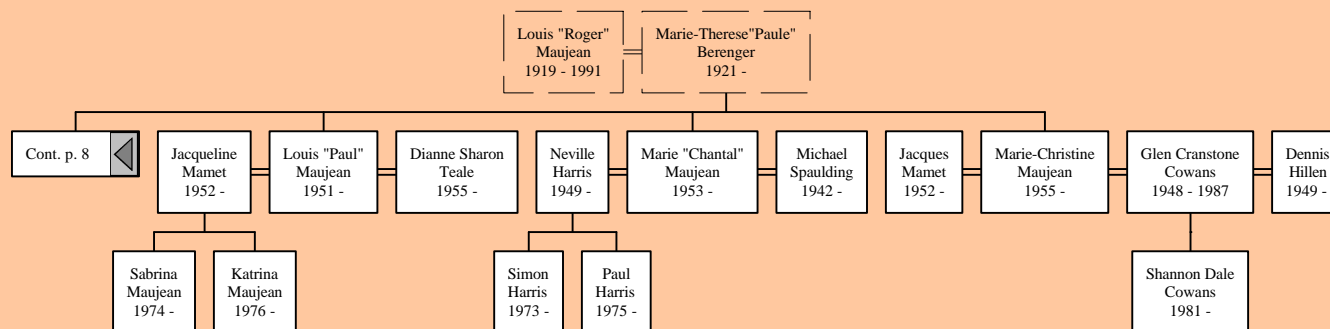 Louis "Roger"
Maujean
1919 - 1991
Marie-Therese"Paule"
Berenger
1921 -
Cont. p. 8
Jacqueline
Mamet
1952 -
Louis "Paul"
Maujean
1951 -
Dianne Sharon
Teale
1955 -
Neville
Harris
1949 -
Marie "Chantal"
Maujean
1953 -
Michael
Spaulding
1942 -
Jacques
Mamet
1952 -
Marie-Christine
Maujean
1955 -
Glen Cranstone
Cowans
1948 - 1987
Dennis
Hillen
1949 -
Sabrina
Maujean
1974 -
Katrina
Maujean
1976 -
Simon
Harris
1973 -
Paul
Harris
1975 -
Shannon Dale
Cowans
1981 -